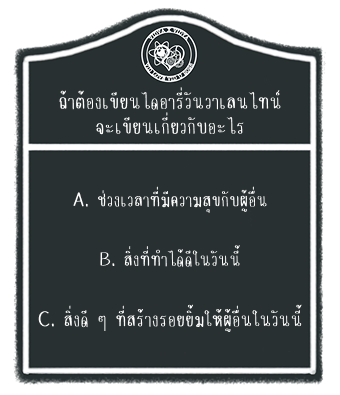 ถ้าต้องเขียนไดอารี่วันวาเลนไทน์
จะเขียนเกี่ยวกับอะไร
A. ช่วงเวลาที่มีความสุขกับผู้อื่น
B. สิ่งที่ทำได้ดีในวันนี้
C. สิ่งดี ๆ ที่สร้างรอยยิ้มให้ผู้อื่นในวันนี้